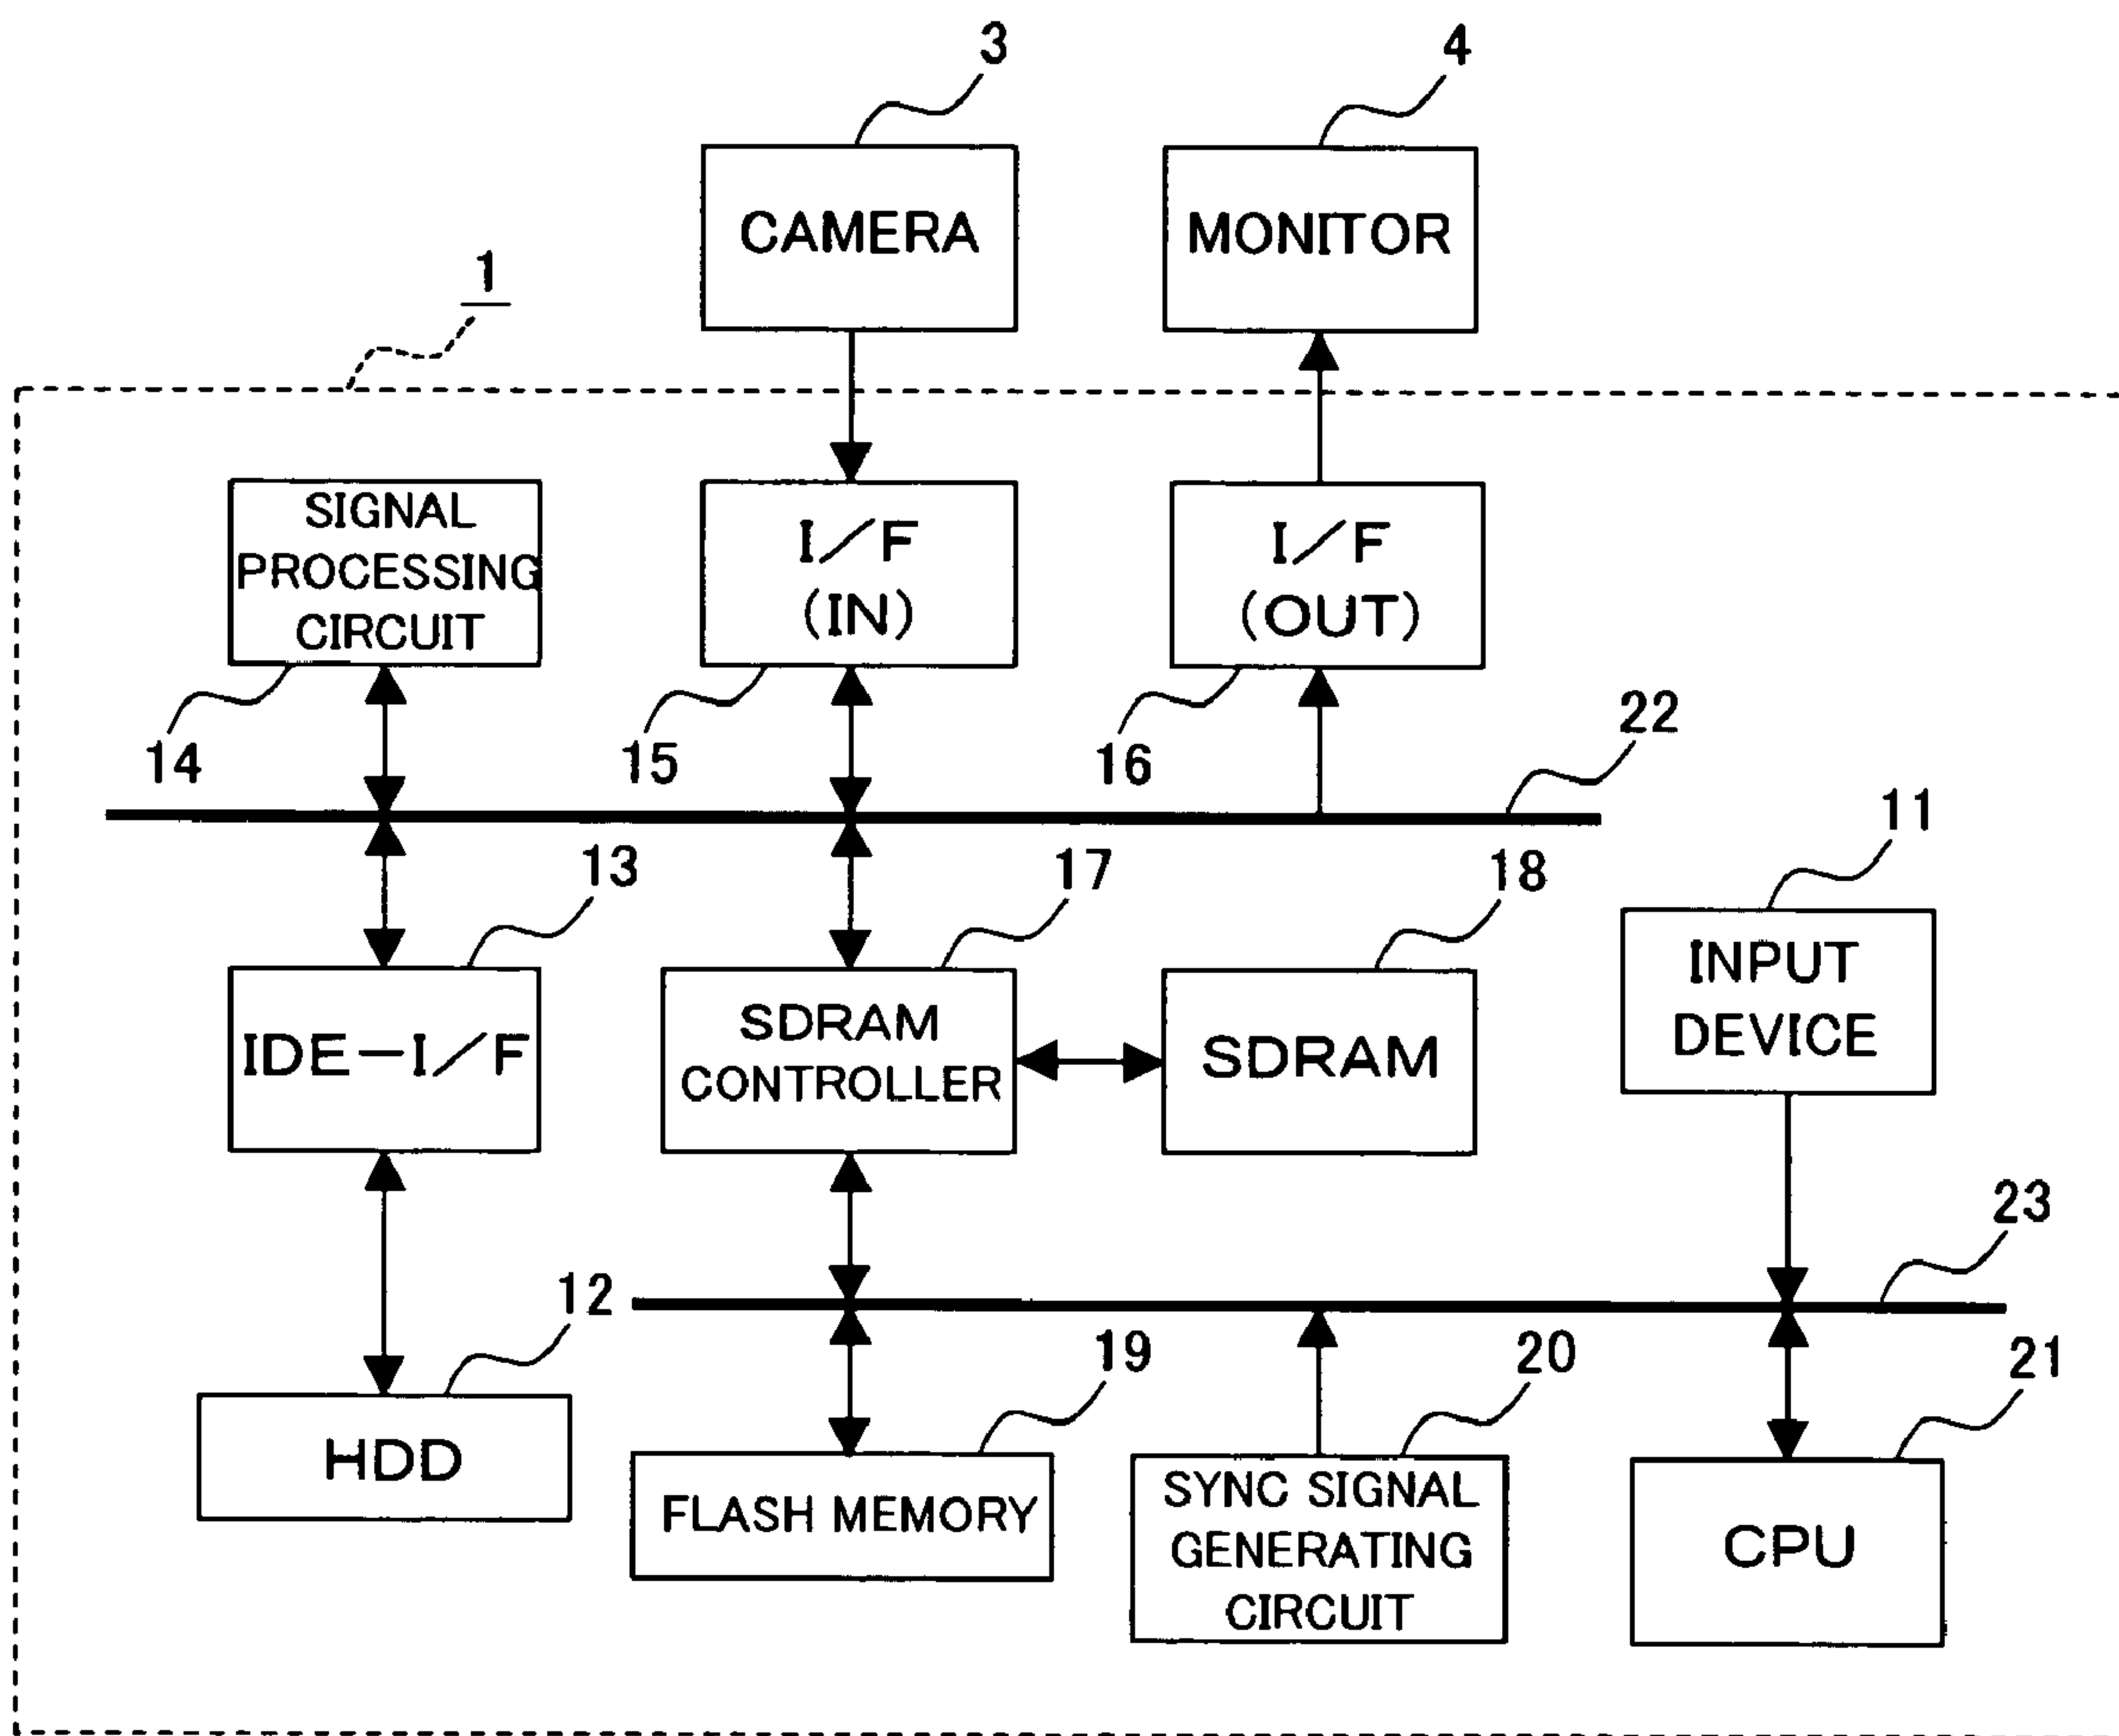 3
4
CAMERA
MONITOR
1
SIGNAL
PROCESSING
CIRCUIT
I/F
(IN)
I/F
(OUT)
14
15
16
22
13
17
18
11
IDE-I/F
SDRAM
CONTROLLER
SDRAM
INPUT
DEVICE
23
12
19
20
21
HDD
FLASH MEMORY
SYNC SIGNAL
GENERATING
CIRCUIT
CPU